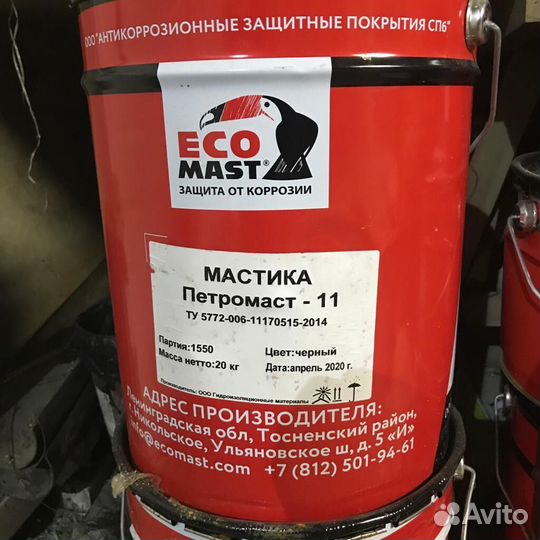 ООО "АНТИКОРРОЗИОННЫЕ ЗАЩИТНЫЕ ПОКРЫТИЯ СПб"
ECO
MAST®
ЗАЩИТА ОТ КОРРОЗИИ
МАСТИКА
Петромаст - 11
ТУ 5772-006-11170515-2014
Партия:1550 Цвет:черный
Масса нетто:20 кг Дата:апрель 2020 г.
Производитель: ООО Гидроизоляционные материалы
АДРЕС ПРОИЗВОДИТЕЛЯ:
Ленинградская обл, Тосненский район,
г.Никольское, Ульяновское ш, д. 5 «И»
info@ecomast.com +7 (812) 501-94-61
Avito